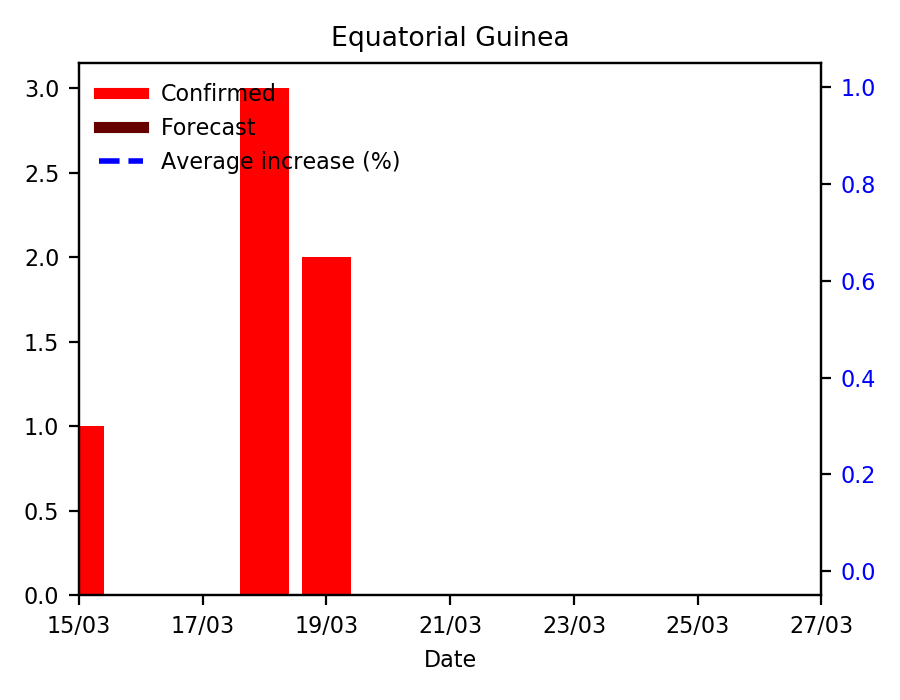 Equatorial Guinea
Confirmed
Forecast
Average increase (%)
3.0
2.5
2.0
1.5
1.0
0.5
0.0
1.0
0.8
0.6
0.4
0.2
0.0
15/03 17/03 19/03 21/03 23/03 25/03 27/03
Date